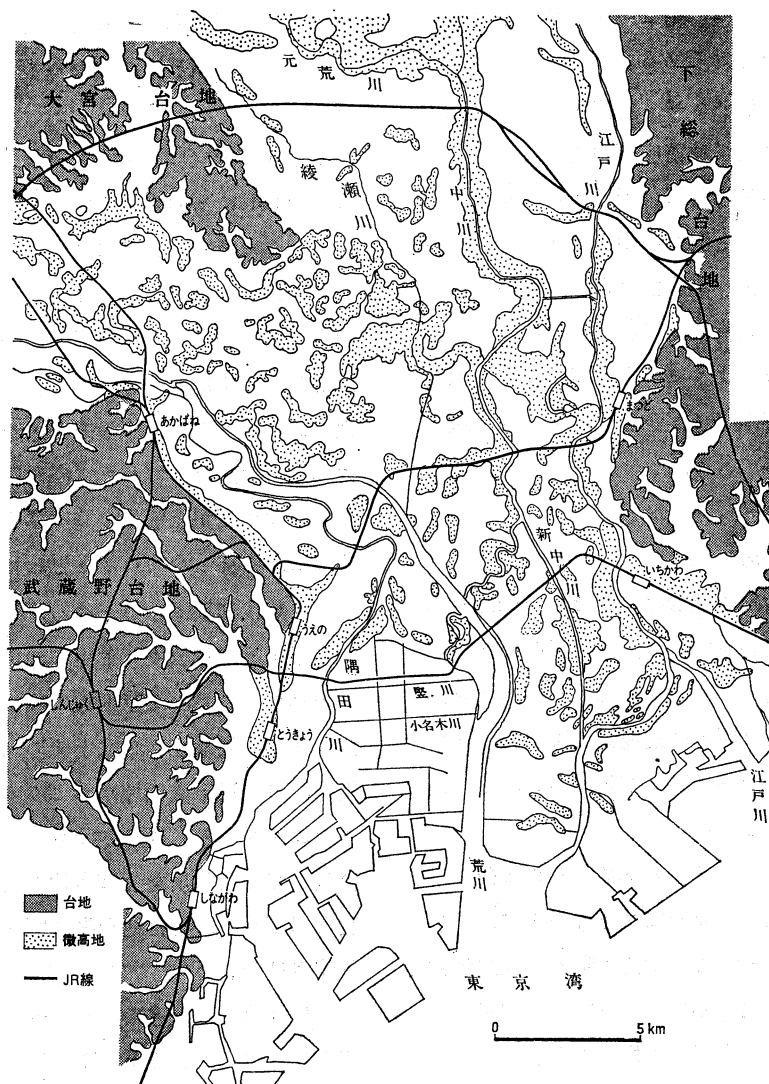 元荒川
大宮台地
下総台地
江戸川
綾瀬川
中川
まつど
あかばね
新中川
いちかわ
武蔵野台地
うえの
隅田川
竪川
しんじゅく
小名木川
とうきょう
江戸川
荒川
しながわ
台地
微高地
JR線
東京湾
0 5km